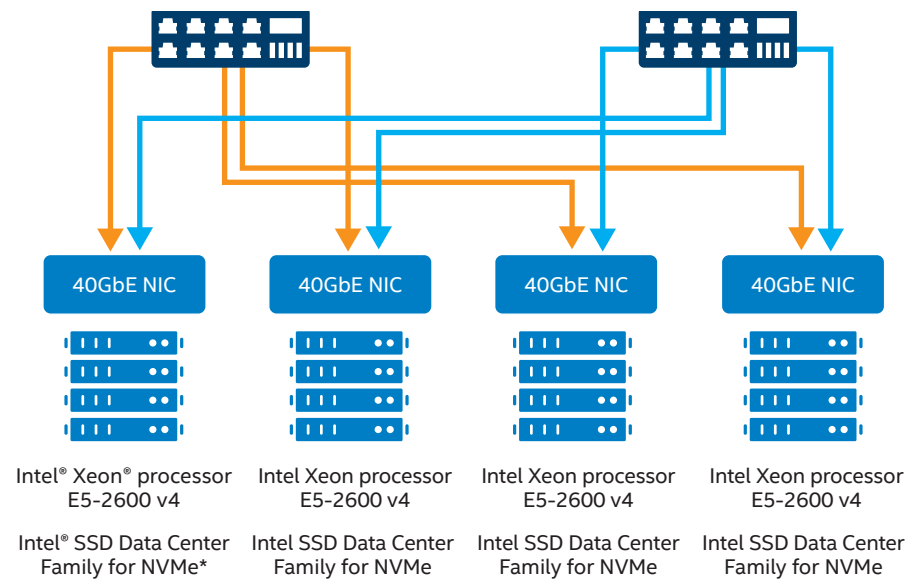 40GbE NIC
40GbE NIC
40GbE NIC
40GbE NIC
Intel® Xeon® processor
E5-2600 v4
Intel® SSD Data Center
Family for NVMe*
Intel Xeon processor
E5-2600 v4
Intel SSD Data Center
Family for NVMe
Intel Xeon processor
E5-2600 v4
Intel SSD Data Center
Family for NVMe
Intel Xeon processor
E5-2600 v4
Intel SSD Data Center
Family for NVMe